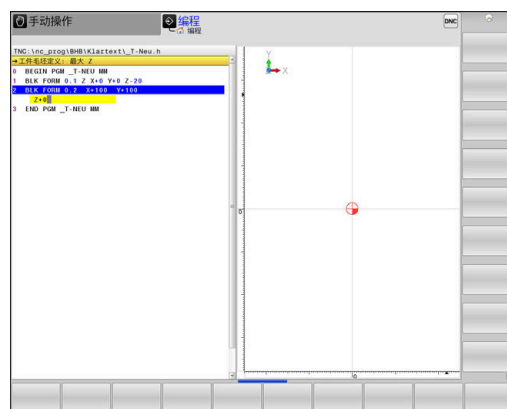 手动操作
编程
编程
DNC
TNC:\nc_prog\BHB\Klartext\_T-Neu.h
→工件毛坯定义: 最大 Z
0 BEGIN PGM _T-NEU MM
1 BLK FORM 0.1 Z X+0 Y+0 Z-20
2 BLK FORM 0.2 X+100 Y+100
Z+0
3 END PGM _T-NEU MM
Y
X
0
0